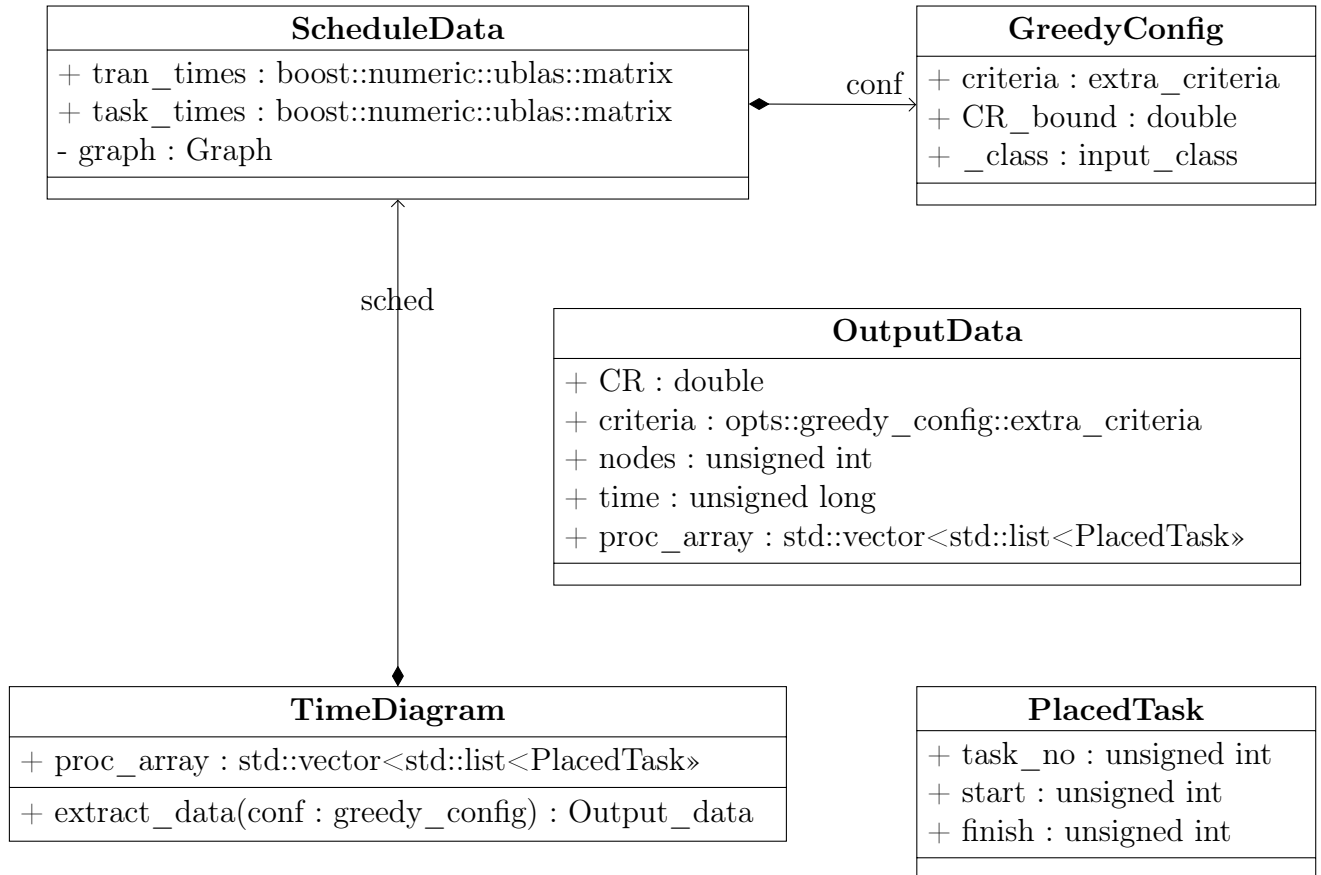 ScheduleData
+ tran_times : boost::numeric::ublas::matrix
+ task_times : boost::numeric::ublas::matrix
- graph : Graph
conf
GreedyConfig
+ criteria : extra_criteria
+ CR_bound : double
+ _class : input_class
sched
OutputData
+ CR : double
+ criteria : opts::greedy_config::extra_criteria
+ nodes : unsigned int
+ time : unsigned long
+ proc_array : std::vector<std::list<PlacedTask»
TimeDiagram
+ proc_array : std::vector<std::list<PlacedTask»
+ extract_data(conf : greedy_config) : Output_data
PlacedTask
+ task_no : unsigned int
+ start : unsigned int
+ finish : unsigned int